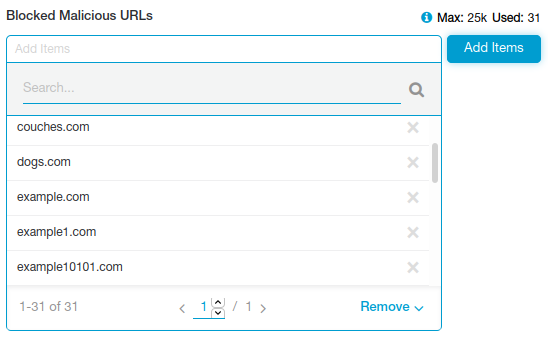 Blocked Malicious URLs
Max: 25k Used: 31
Add Items
Add Items
Search...
couches.com
dogs.com
example.com
example1.com
example10101.com
1-31 of 31
1 / 1
Remove